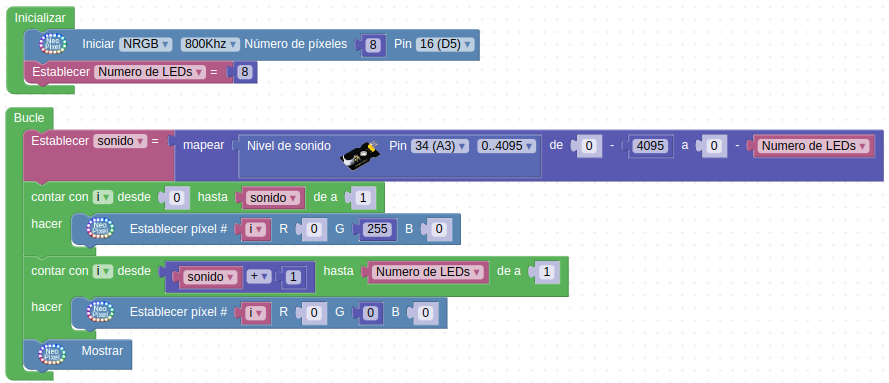 Inicializar
Neo Pixel Iniciar NRGB 800Khz Número de píxeles 8 Pin 16 (D5)
Establecer Numero de LEDs = 8
Bucle
Establecer sonido = mapear Nivel de sonido Pin 34 (A3) 0..4095 de 0 - 4095 a 0 - Numero de LEDs
contar con i desde 0 hasta sonido de a 1
hacer Neo Pixel Establecer píxel # i R 0 G 255 B 0
contar con i desde sonido + 1 hasta Numero de LEDs de a 1
hacer Neo Pixel Establecer píxel # i R 0 G 0 B 0
Neo Pixel Mostrar